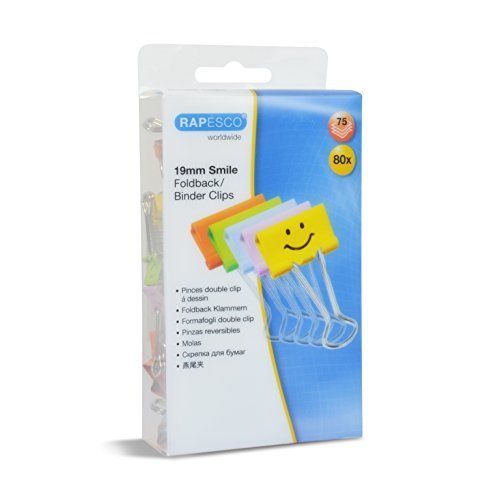 RAPESCO®
worldwide
75
80x
19mm Smile
Foldback/
Binder Clips
• Pinces double clip
á dessin
• Foldback Klammern
• Formafogli double clip
• Pinzas reversibles
• Molas
• Скрепка для бумаг
• 燕尾夹